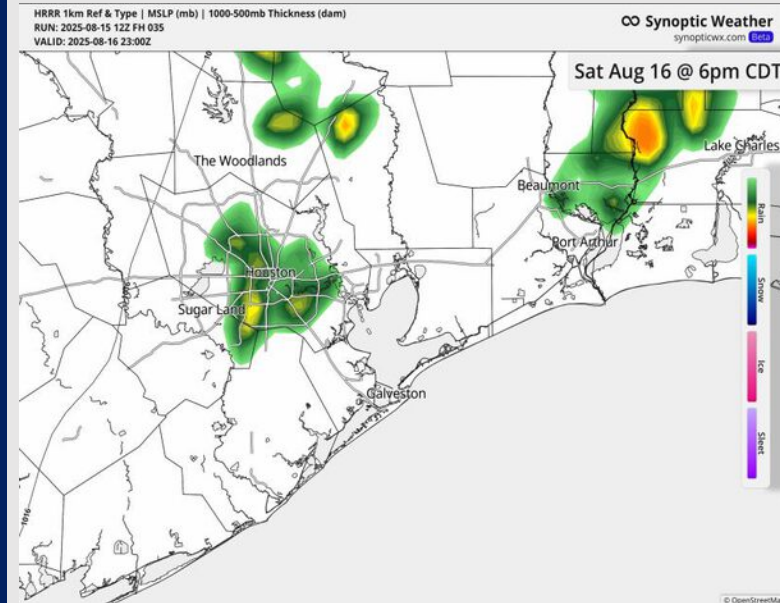 HRRR 1km Ref & Type | MSLP (mb) | 1000-500mb Thickness (dam)
RUN: 2025-08-15 12Z FH 035
VALID: 2025-08-16 23:00Z
Synoptic Weather
synopticwx.com Beta
Sat Aug 16 @ 6pm CDT
The Woodlands
Lake Charles
Beaumont
Port Arthur
Houston
Sugar Land
Galveston
Rain
Snow
Ice
Sleet
1016
© OpenStreetMa